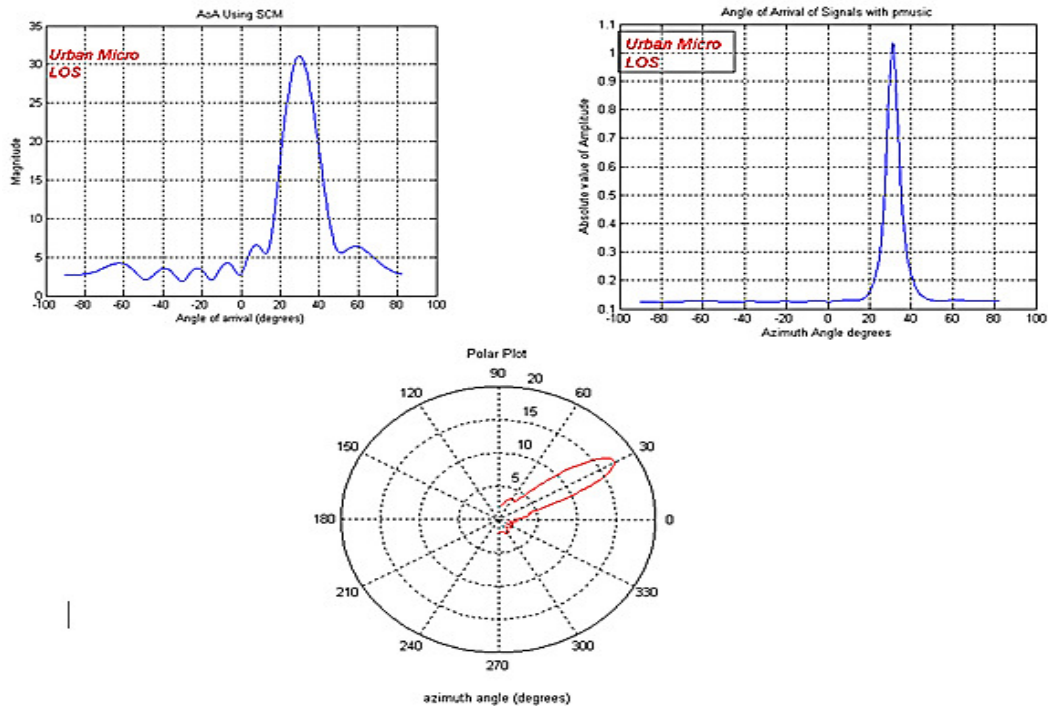 AoA Using SCM
Urban Micro
LOS
35
30
25
20
15
10
5
0
-100 -80 -60 -40 -20 0 20 40 60 80 100
Magnitude
Angle of arrival (degrees)
Angle of Arrival of Signals with pmusic
Urban Micro
LOS
1.1
1
0.9
0.8
0.7
0.6
0.5
0.4
0.3
0.2
0.1
-100 -80 -60 -40 -20 0 20 40 60 80 100
Absolute value of Amplitude
Azimuth Angle degrees
Polar Plot
90
120
20
60
15
150
10
30
5
180
0
210
330
240
300
270
azimuth angle (degrees)